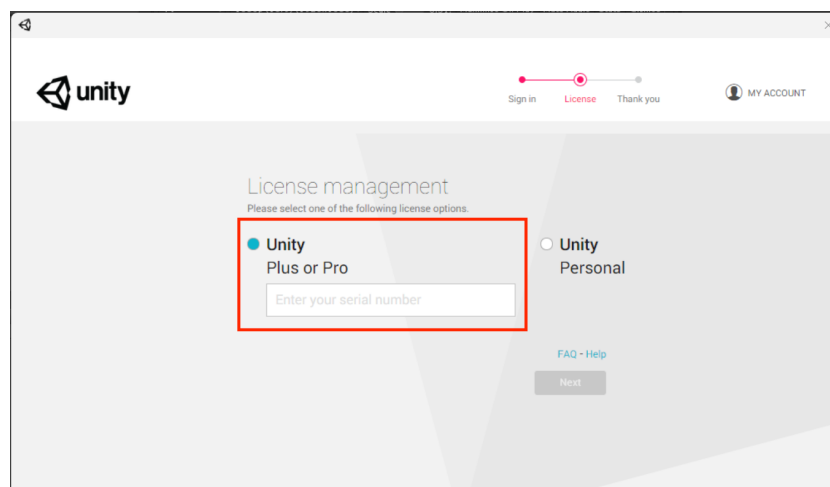 unity
Sign in License Thank you
MY ACCOUNT
License management
Please select one of the following license options.
Unity
Plus or Pro
Enter your serial number
Unity
Personal
FAQ - Help
Next